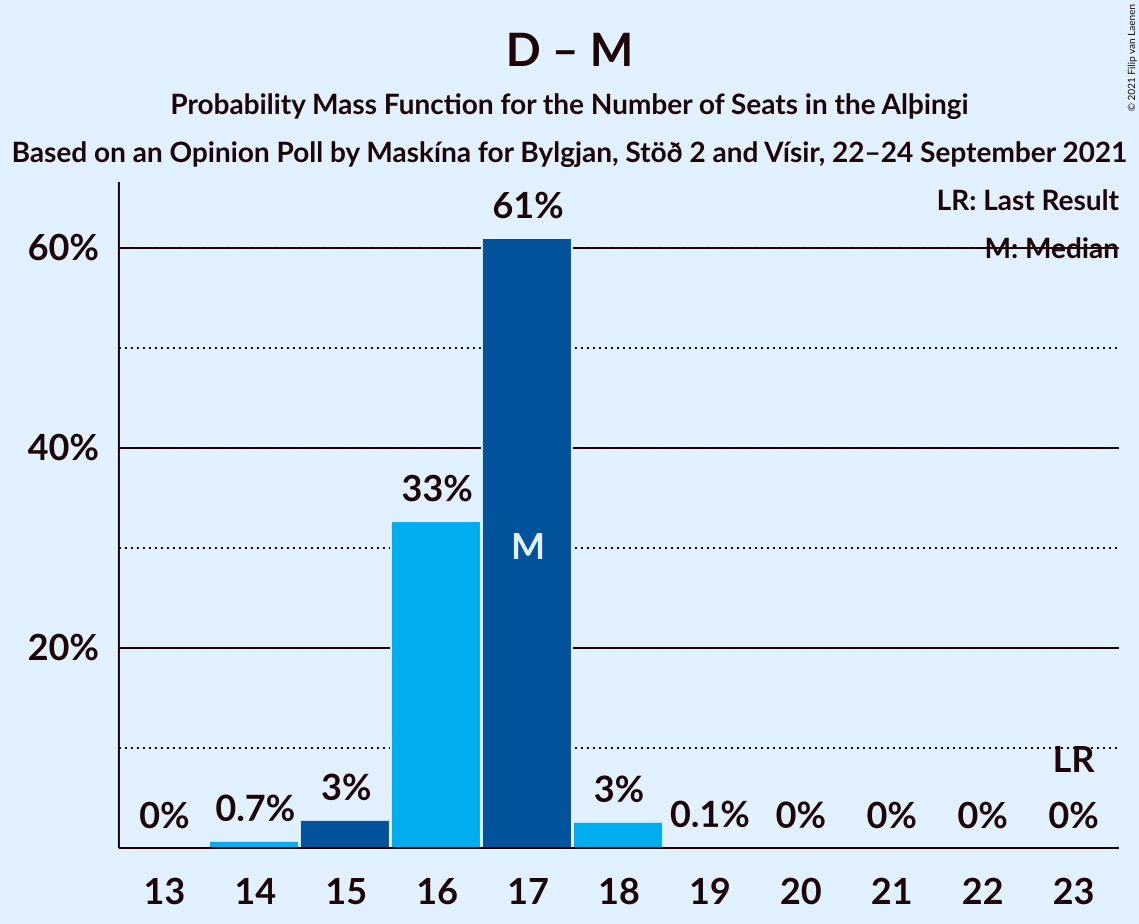 D – M
Probability Mass Function for the Number of Seats in the Alþingi
Based on an Opinion Poll by Maskína for Bylgjan, Stöð 2 and Vísir, 22–24 September 2021
© 2021 Filip van Laenen
LR: Last Result
M: Median
60%
40%
20%
0%
0.7%
3%
33%
61%
M
3%
0.1%
0%
0%
0%
LR
0%
13 14 15 16 17 18 19 20 21 22 23